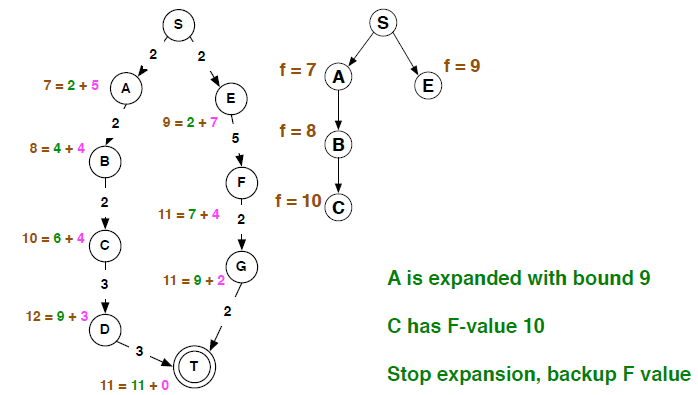 S
2
2
7 = 2 + 5
A
E
9 = 2 + 7
2
5
8 = 4 + 4
B
F
11 = 7 + 4
2
2
10 = 6 + 4
C
G
11 = 9 + 2
3
2
12 = 9 + 3
D
3
T
11 = 11 + 0
S
f = 7
A
f = 9
E
f = 8
B
f = 10
C
A is expanded with bound 9
C has F-value 10
Stop expansion, backup F value